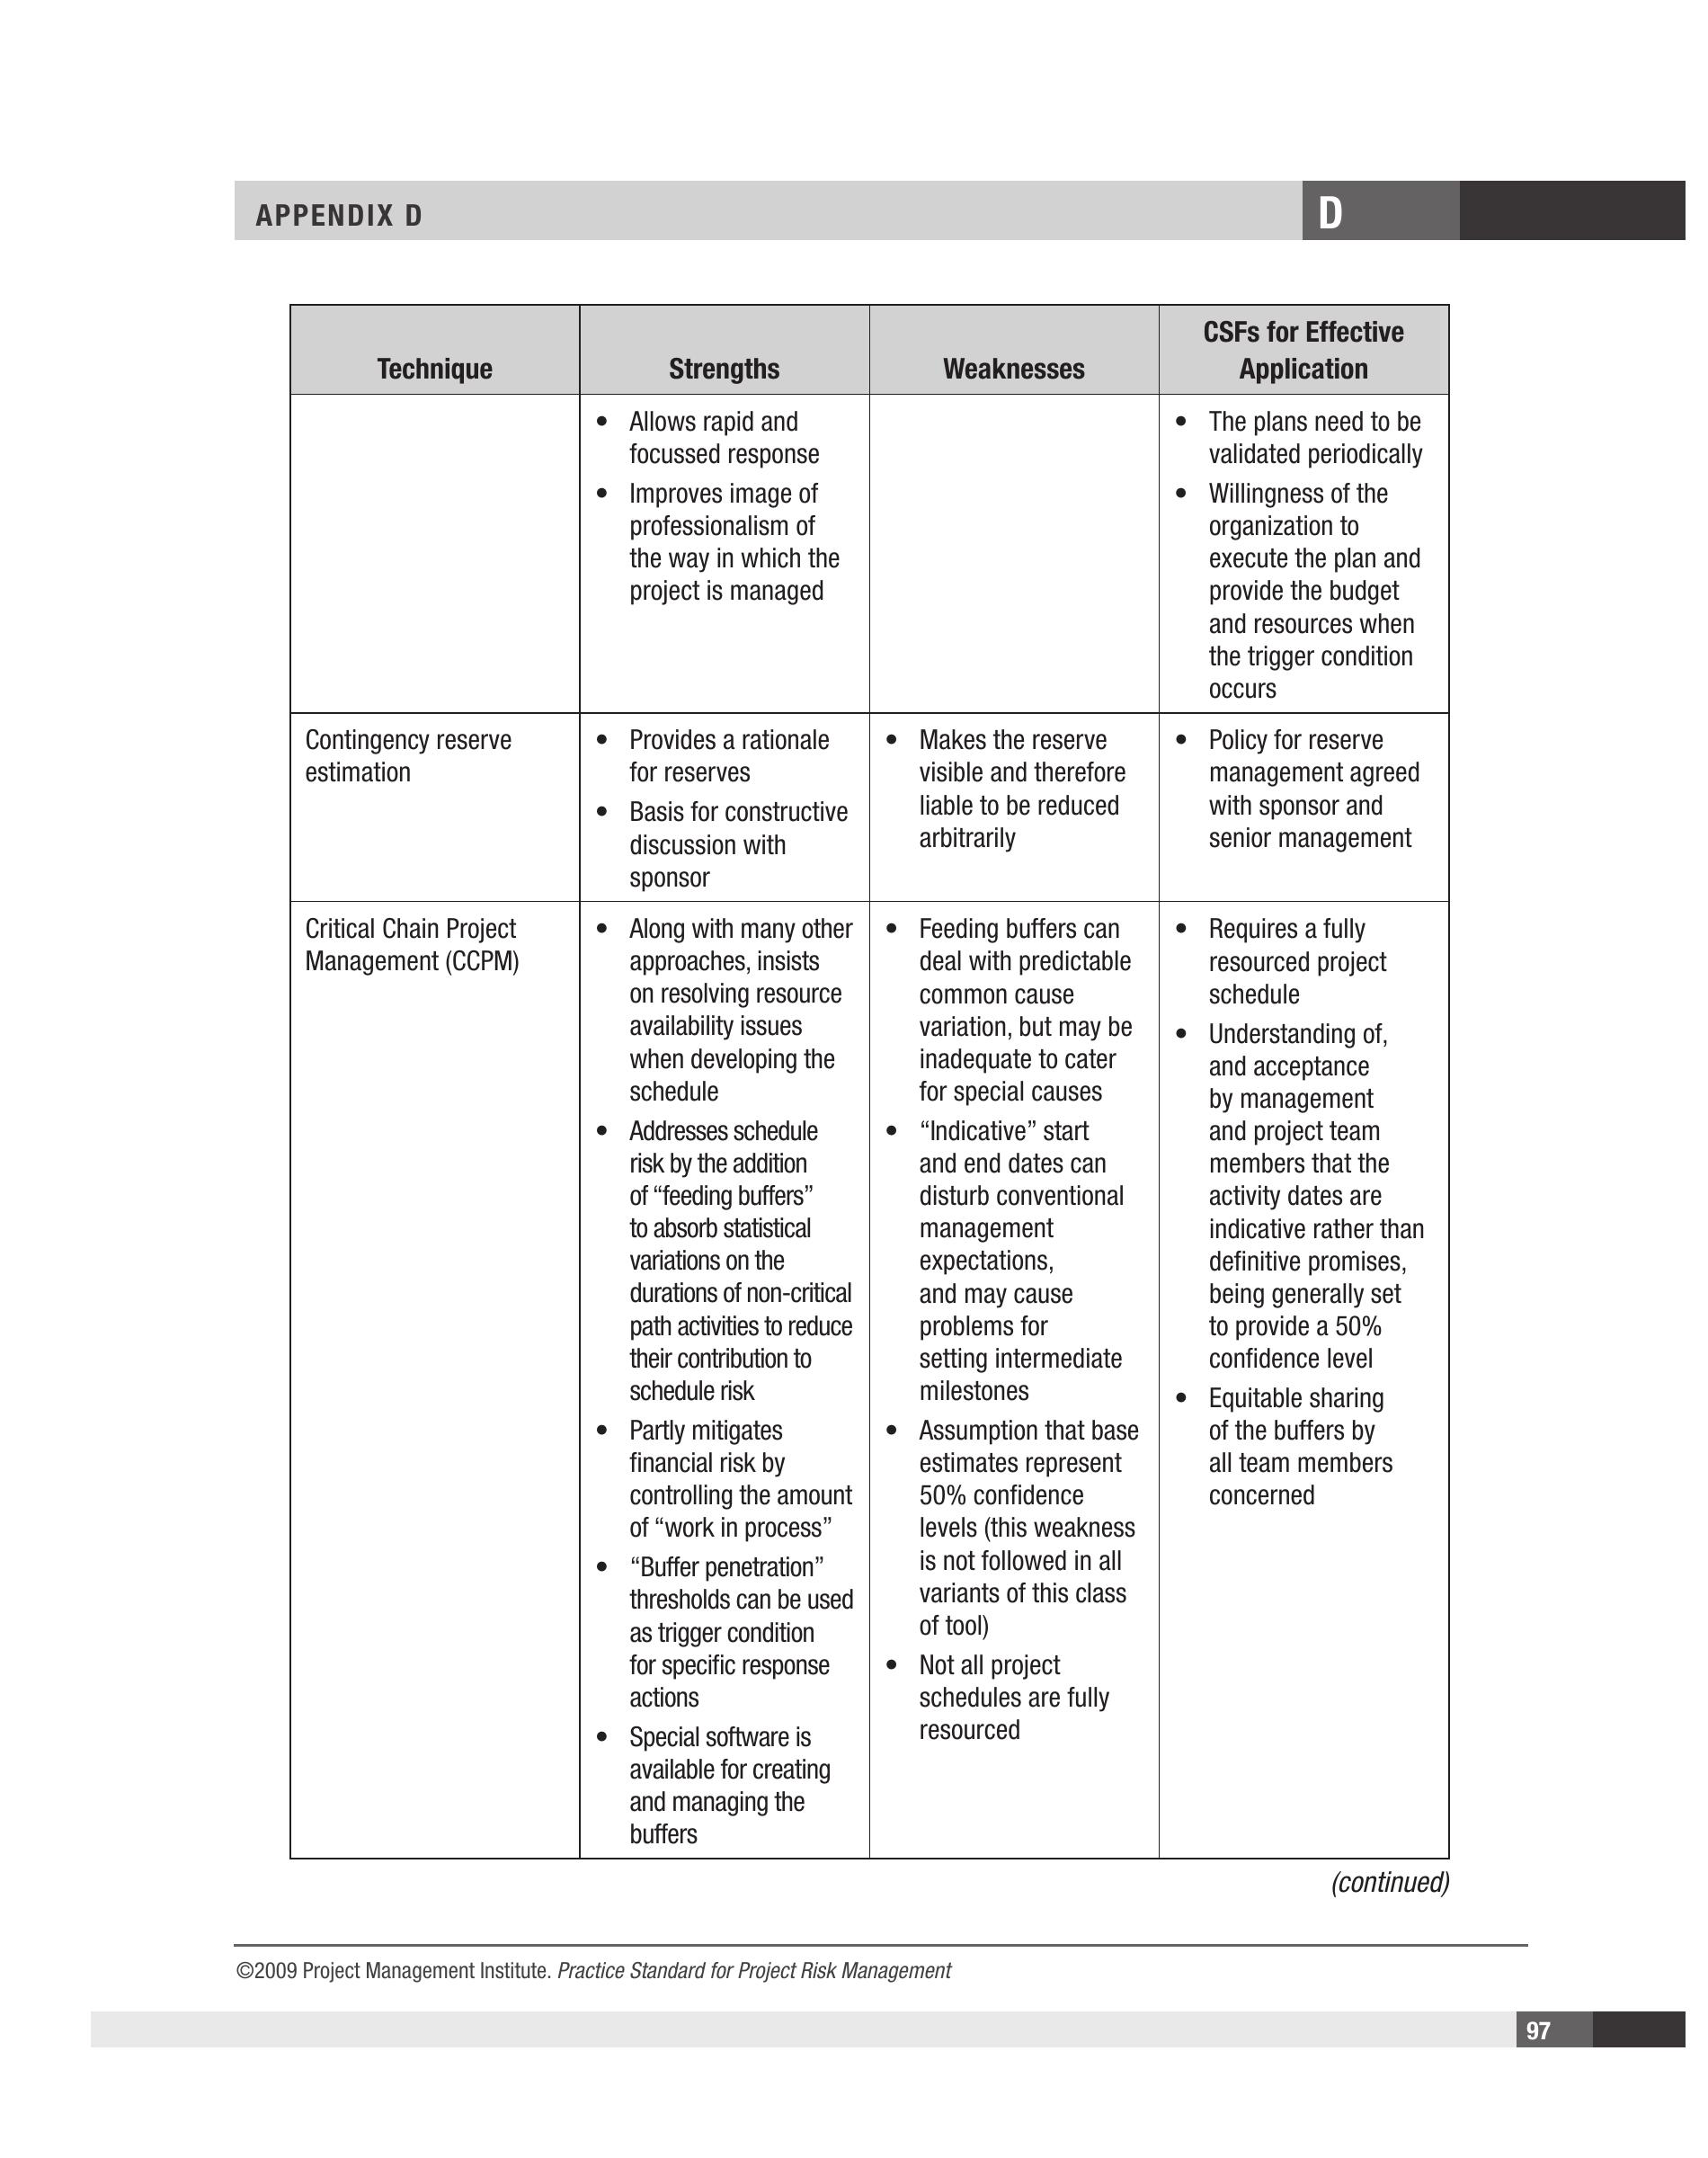 APPENDIX D
D
Technique
Strengths
Weaknesses
CSFs for Effective
Application
• Allows rapid and
focussed response
• Improves image of
professionalism of
the way in which the
project is managed
• The plans need to be
validated periodically
• Willingness of the
organization to
execute the plan and
provide the budget
and resources when
the trigger condition
occurs
Contingency reserve
estimation
• Provides a rationale
for reserves
• Basis for constructive
discussion with
sponsor
• Makes the reserve
visible and therefore
liable to be reduced
arbitrarily
• Policy for reserve
management agreed
with sponsor and
senior management
Critical Chain Project
Management (CCPM)
• Along with many other
approaches, insists
on resolving resource
availability issues
when developing the
schedule
• Addresses schedule
risk by the addition
of “feeding buffers”
to absorb statistical
variations on the
durations of non-critical
path activities to reduce
their contribution to
schedule risk
• Partly mitigates
financial risk by
controlling the amount
of “work in process”
• “Buffer penetration”
thresholds can be used
as trigger condition
for specific response
actions
• Special software is
available for creating
and managing the
buffers
• Feeding buffers can
deal with predictable
common cause
variation, but may be
inadequate to cater
for special causes
• “Indicative” start
and end dates can
disturb conventional
management
expectations,
and may cause
problems for
setting intermediate
milestones
• Assumption that base
estimates represent
50% confidence
levels (this weakness
is not followed in all
variants of this class
of tool)
• Not all project
schedules are fully
resourced
• Requires a fully
resourced project
schedule
• Understanding of,
and acceptance
by management
and project team
members that the
activity dates are
indicative rather than
definitive promises,
being generally set
to provide a 50%
confidence level
• Equitable sharing
of the buffers by
all team members
concerned
(continued)
©2009 Project Management Institute. Practice Standard for Project Risk Management
97